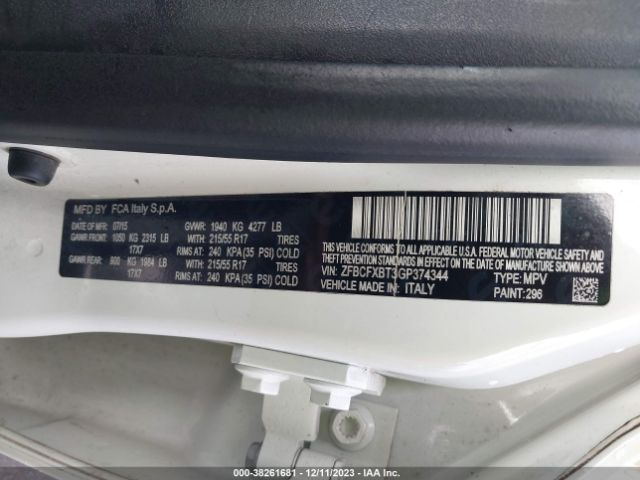 MFD BY FCA Italy S.p.A.
DATE OF MFR: 07/15 GVWR: 1940 KG 4277 LB
GAWR FRONT: 1050 KG 2315 LB WITH: 215/55 R17 TIRES
17X7 RIMS AT: 240 KPA(35 PSI) COLD
GAWR REAR: 900 KG 1984 LB WITH: 215/55 R17 TIRES
17X7 RIMS AT: 240 KPA(35 PSI) COLD
THIS VEHICLE CONFORMS TO ALL APPLICABLE U.S.A. FEDERAL MOTOR VEHICLE SAFETY, BUMPER, AND
THEFT PREVENTION STANDARDS IN EFFECT ON THE DATE OF MANUFACTURE SHOWN ABOVE.
VIN: ZFBCFXBT3GP374344 TYPE: MPV
VEHICLE MADE IN: ITALY PAINT: 296
000-38261681 - 12/11/2023 - IAAI.com